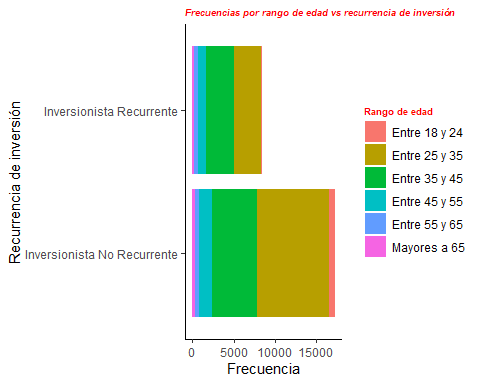 Frecuencias por rango de edad vs recurrencia de inversión
Recurrencia de inversión
Inversionista Recurrente
Inversionista No Recurrente
0 5000 10000 15000
Frecuencia
Rango de edad
Entre 18 y 24
Entre 25 y 35
Entre 35 y 45
Entre 45 y 55
Entre 55 y 65
Mayores a 65